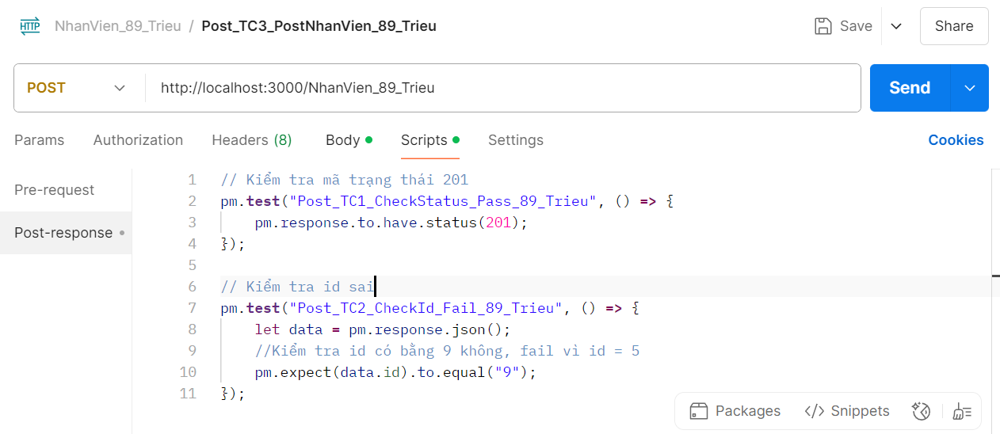 HTTP NhanVien_89_Trieu / Post_TC3_PostNhanVien_89_Trieu Save Share
POST http://localhost:3000/NhanVien_89_Trieu Send
Params Authorization Headers (8) Body Scripts Settings Cookies
Pre-request
Post-response
1 // Kiểm tra mã trạng thái 201
2 pm.test("Post_TC1_CheckStatus_Pass_89_Trieu", () => {
3 pm.response.to.have.status(201);
4 });
5
6 // Kiểm tra id sai
7 pm.test("Post_TC2_CheckId_Fail_89_Trieu", () => {
8 let data = pm.response.json();
9 //Kiểm tra id có bằng 9 không, fail vì id = 5
10 pm.expect(data.id).to.equal("9");
11 });
Packages </> Snippets